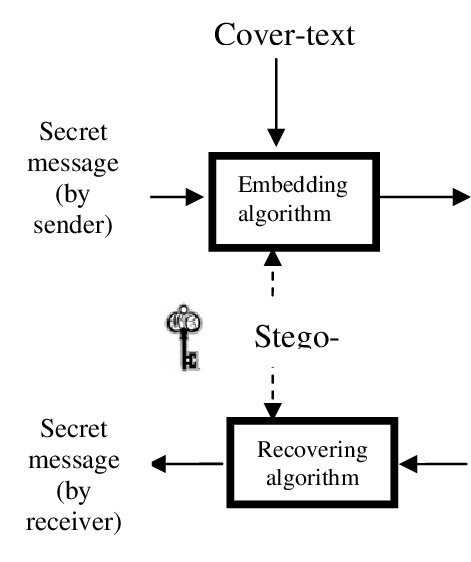 Cover-text
Secret
message
(by
sender)
Embedding
algorithm
Stego-
Secret
message
(by
receiver)
Recovering
algorithm